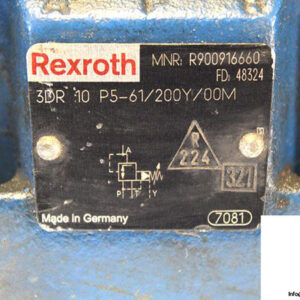 Rexroth
MNR: R900916660
FD: 48324
3DR 10 P5-61/200Y/00M
R
224
321
A
P T Y
Made in Germany
7081